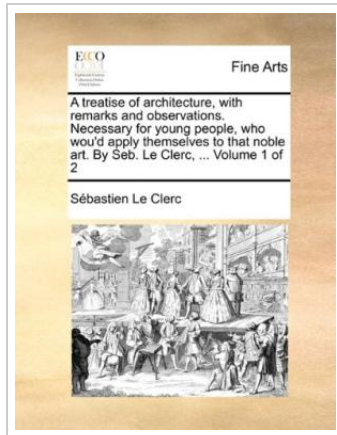 ECCO
Fine Arts
A treatise of architecture, with
remarks and observations.
Necessary for young people, who
wou'd apply themselves to that noble
art. By Seb. Le Clerc, ... Volume 1 of
2
Sébastien Le Clerc